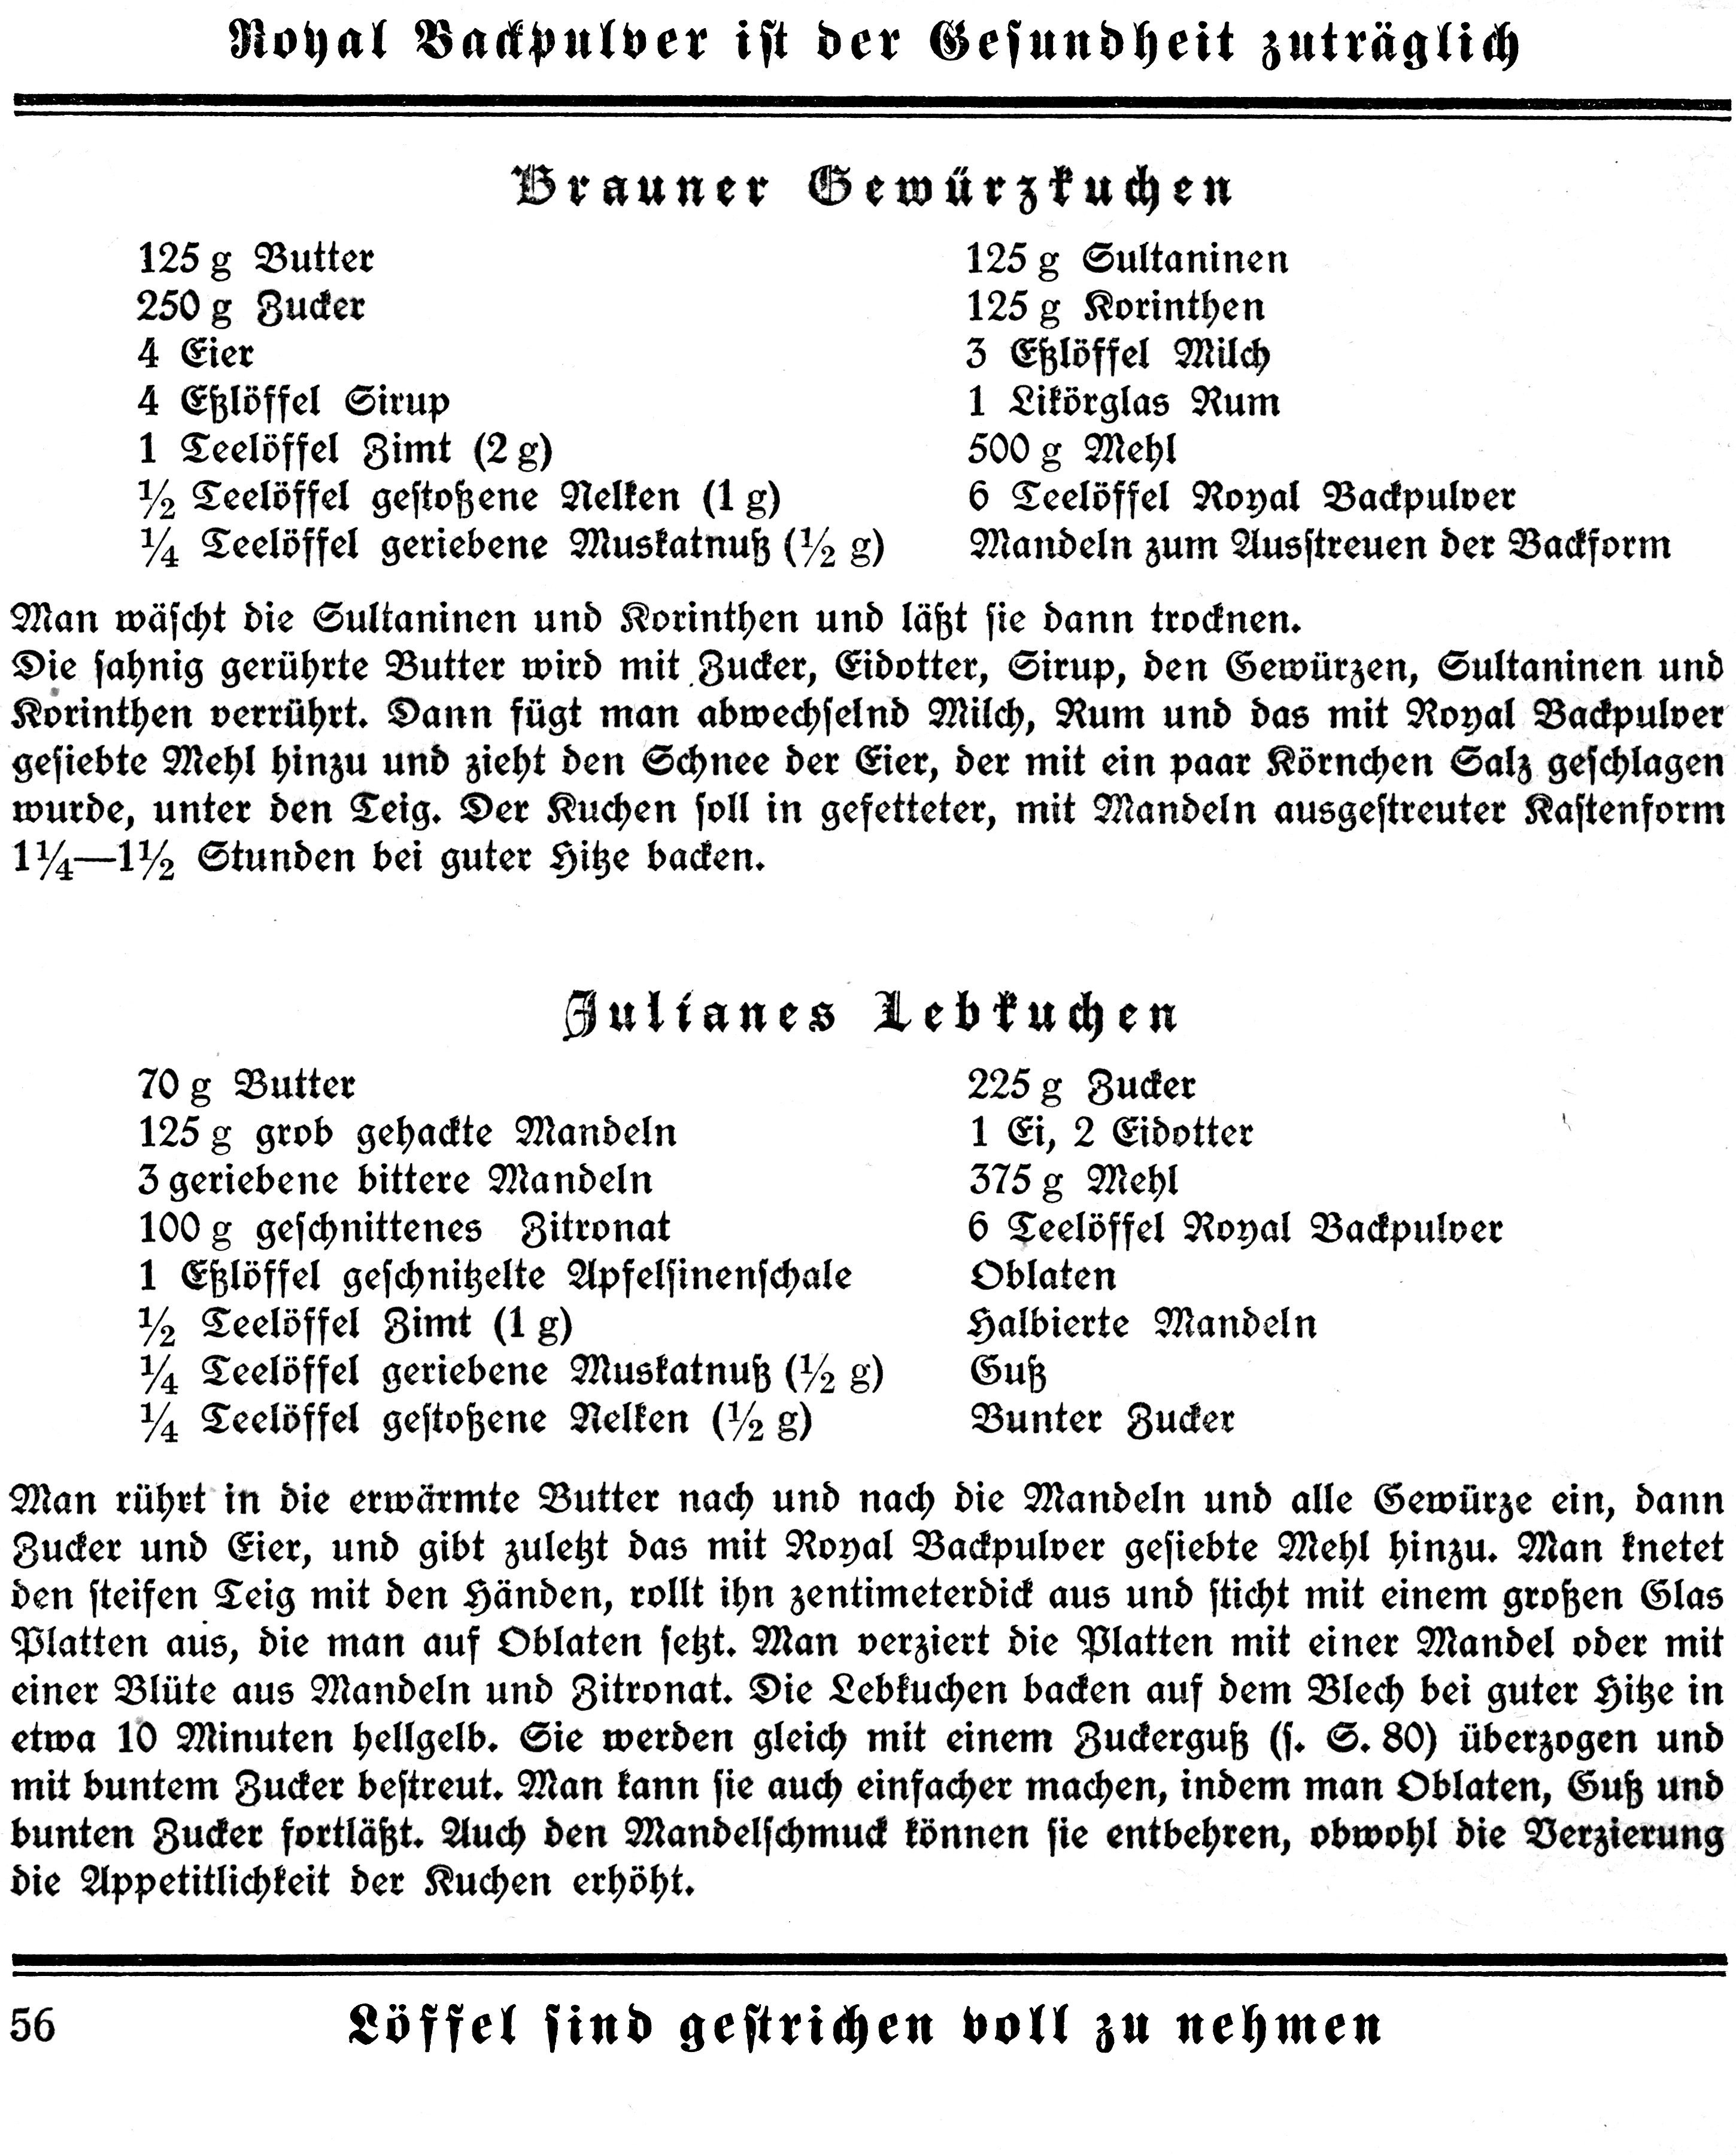 Royal Backpulver ist der Gesundheit zuträglich
Brauner Gewürzkuchen
125 g Butter
250 g Zucker
4 Eier
4 Eßlöffel Sirup
1 Teelöffel Zimt (2 g)
½ Teelöffel gestoßene Nelken (1 g)
¼ Teelöffel geriebene Muskatnuß (½ g)
125 g Sultaninen
125 g Korinthen
3 Eßlöffel Milch
1 Likörglas Rum
500 g Mehl
6 Teelöffel Royal Backpulver
Mandeln zum Ausstreuen der Backform
Man wäscht die Sultaninen und Korinthen und läßt sie dann trocknen.
Die sahnig gerührte Butter wird mit Zucker, Eidotter, Sirup, den Gewürzen, Sultaninen und
Korinthen verrührt. Dann fügt man abwechselnd Milch, Rum und das mit Royal Backpulver
gesiebte Mehl hinzu und zieht den Schnee der Eier, der mit ein paar Körnchen Salz geschlagen
wurde, unter den Teig. Der Kuchen soll in gefetteter, mit Mandeln ausgestreuter Kastenform
1¼—1½ Stunden bei guter Hitze backen.
Julianes Lebkuchen
70 g Butter
125 g grob gehackte Mandeln
3 geriebene bittere Mandeln
100 g geschnittenes Zitronat
1 Eßlöffel geschnitzelte Apfelsinenschale
½ Teelöffel Zimt (1 g)
¼ Teelöffel geriebene Muskatnuß (½ g)
¼ Teelöffel gestoßene Nelken (½ g)
225 g Zucker
1 Ei, 2 Eidotter
375 g Mehl
6 Teelöffel Royal Backpulver
Oblaten
Halbierte Mandeln
Guß
Bunter Zucker
Man rührt in die erwärmte Butter nach und nach die Mandeln und alle Gewürze ein, dann
Zucker und Eier, und gibt zuletzt das mit Royal Backpulver gesiebte Mehl hinzu. Man knetet
den steifen Teig mit den Händen, rollt ihn zentimeterdick aus und sticht mit einem großen Glas
Platten aus, die man auf Oblaten setzt. Man verziert die Platten mit einer Mandel oder mit
einer Blüte aus Mandeln und Zitronat. Die Lebkuchen backen auf dem Blech bei guter Hitze in
etwa 10 Minuten hellgelb. Sie werden gleich mit einem Zuckerguß (s. S. 80) überzogen und
mit buntem Zucker bestreut. Man kann sie auch einfacher machen, indem man Oblaten, Guß und
bunten Zucker fortläßt. Auch den Mandelschmuck können sie entbehren, obwohl die Verzierung
die Appetitlichkeit der Kuchen erhöht.
56
Löffel sind gestrichen voll zu nehmen